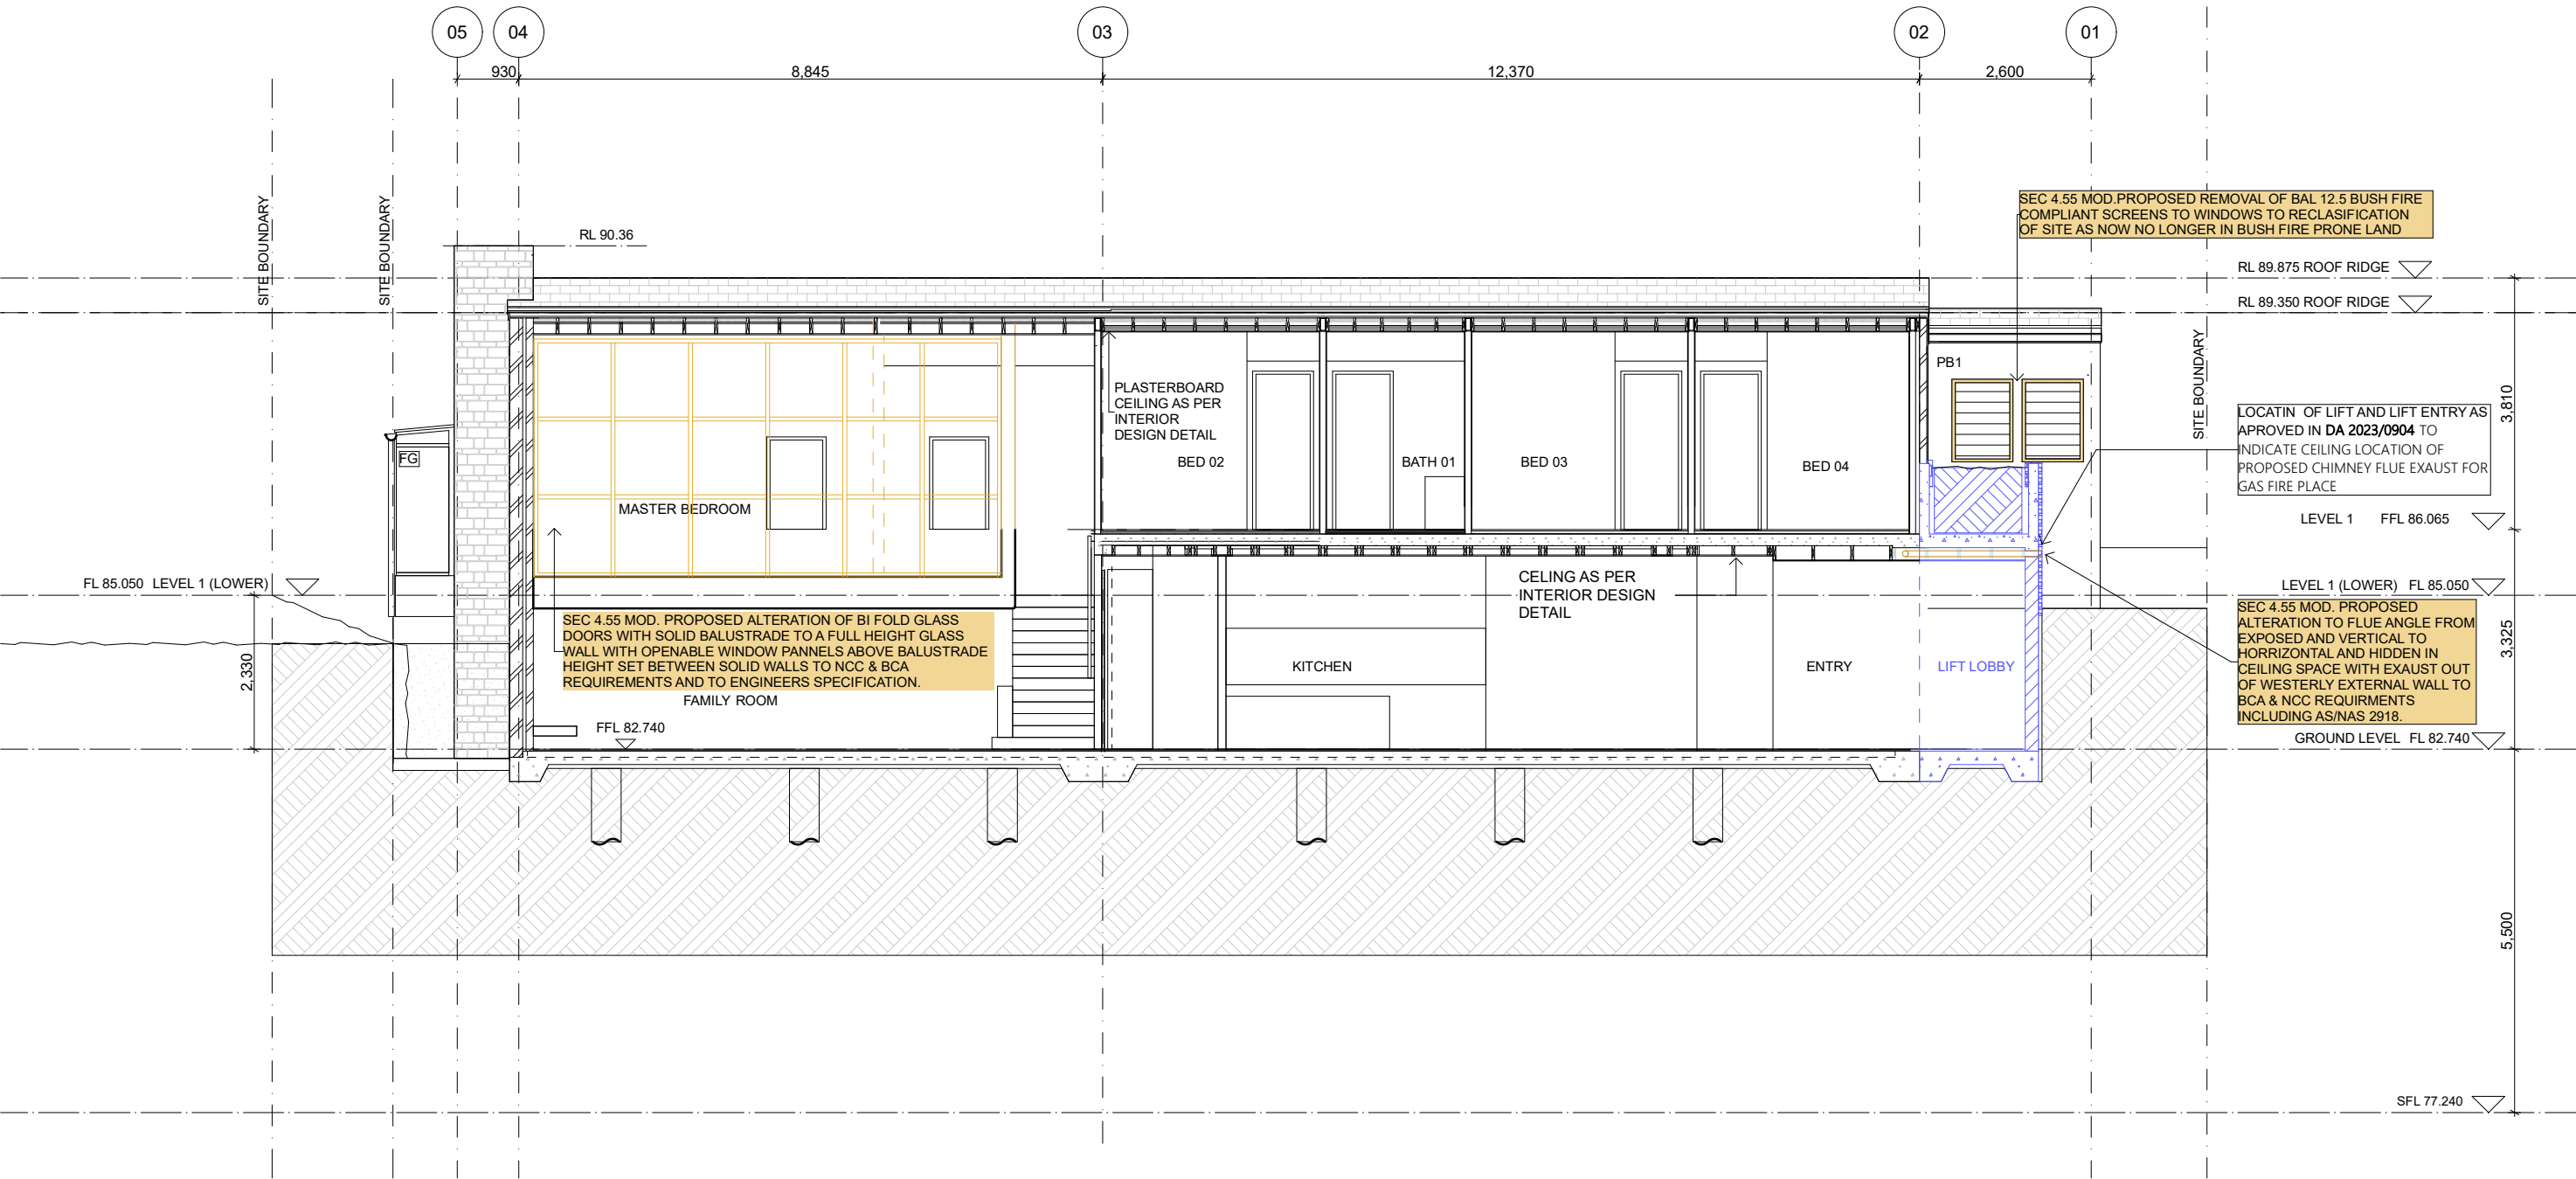 05
04
03
02
01
930
8,845
12,370
2,600
SITE BOUNDARY
SITE BOUNDARY
SITE BOUNDARY
RL 90.36
SEC 4.55 MOD.PROPOSED REMOVAL OF BAL 12.5 BUSH FIRE
COMPLIANT SCREENS TO WINDOWS TO RECLASIFICATION
OF SITE AS NOW NO LONGER IN BUSH FIRE PRONE LAND
RL 89.875 ROOF RIDGE
RL 89.350 ROOF RIDGE
PB1
3,810
LOCATIN OF LIFT AND LIFT ENTRY AS
APROVED IN DA 2023/0904 TO
INDICATE CEILING LOCATION OF
PROPOSED CHIMNEY FLUE EXAUST FOR
GAS FIRE PLACE
PLASTERBOARD
CEILING AS PER
INTERIOR
DESIGN DETAIL
FG
BED 02
BATH 01
BED 03
BED 04
MASTER BEDROOM
LEVEL 1 FFL 86.065
FL 85.050 LEVEL 1 (LOWER)
CELING AS PER
INTERIOR DESIGN
DETAIL
LEVEL 1 (LOWER) FL 85.050
SEC 4.55 MOD. PROPOSED ALTERATION OF BI FOLD GLASS
DOORS WITH SOLID BALUSTRADE TO A FULL HEIGHT GLASS
WALL WITH OPENABLE WINDOW PANNELS ABOVE BALUSTRADE
HEIGHT SET BETWEEN SOLID WALLS TO NCC & BCA
REQUIREMENTS AND TO ENGINEERS SPECIFICATION.
SEC 4.55 MOD. PROPOSED
ALTERATION TO FLUE ANGLE FROM
EXPOSED AND VERTICAL TO
HORRIZONTAL AND HIDDEN IN
CEILING SPACE WITH EXAUST OUT
OF WESTERLY EXTERNAL WALL TO
BCA & NCC REQUIRMENTS
INCLUDING AS/NAS 2918.
3,325
2,330
KITCHEN
ENTRY
LIFT LOBBY
FAMILY ROOM
FFL 82.740
GROUND LEVEL FL 82.740
5,500
SFL 77.240